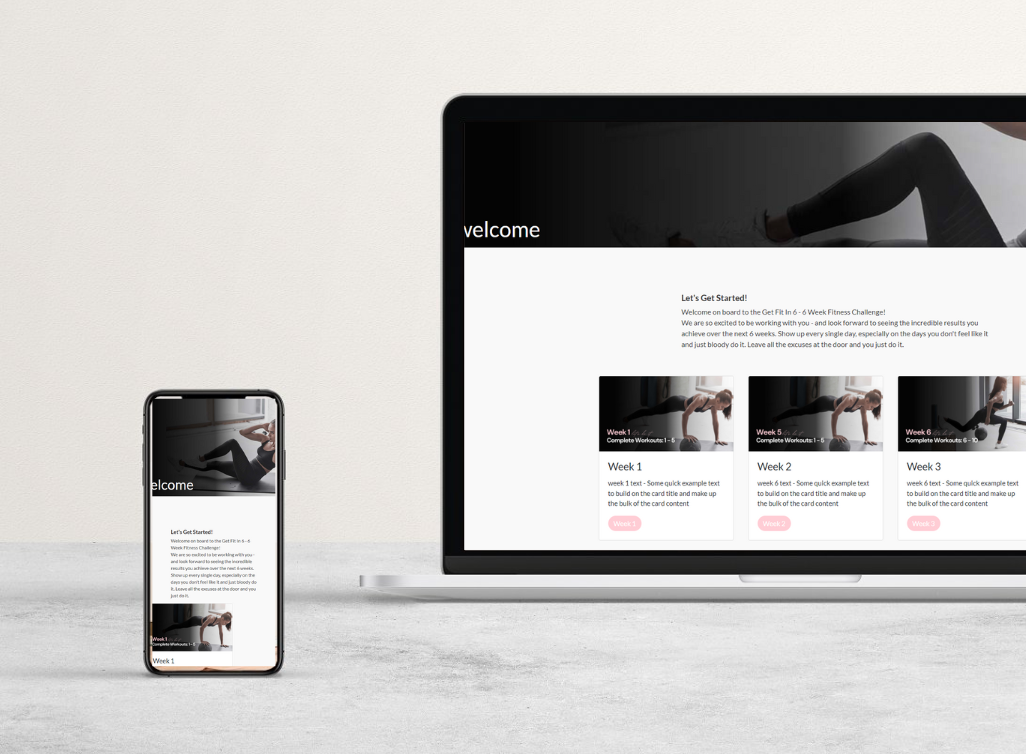 welcome
Let's Get Started!
Welcome on board to the Get Fit In 6 - 6 Week Fitness Challenge!
We are so excited to be working with you - and look forward to seeing the incredible results you
achieve over the next 6 weeks. Show up every single day, especially on the days you don't feel like it
and just bloody do it. Leave all the excuses at the door and you just do it.
Week 1
Complete Workouts: 1 - 5
Week 1
week 1 text - Some quick example text
to build on the card title and make up
the bulk of the card content
Week 1
Week 5
Complete Workouts: 1 - 5
Week 2
week 6 text - Some quick example text
to build on the card title and make up
the bulk of the card content
Week 2
Week 6
Complete Workouts: 6 - 10
Week 3
week 6 text - Some quick example text
to build on the card title and make up
the bulk of the card content
Week 2
elcome
Let's Get Started!
Welcome on board to the Get Fit In 6 - 6
Week Fitness Challenge!
We are so excited to be working with you -
and look forward to seeing the incredible
results you achieve over the next 6 weeks.
Show up every single day, especially on the
days you don't feel like it and just bloody do
it. Leave all the excuses at the door and you
just do it.
Week 1
Complete Workouts: 1 - 5
Week 1